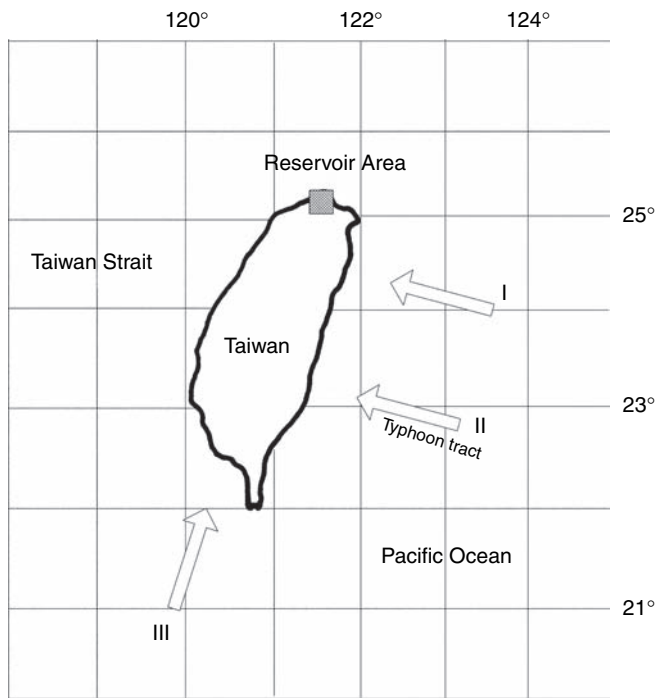 120° 122° 124°
Reservoir Area
25°
Taiwan Strait
I
Taiwan
23°
II
Typhoon tract
Pacific Ocean
21°
III